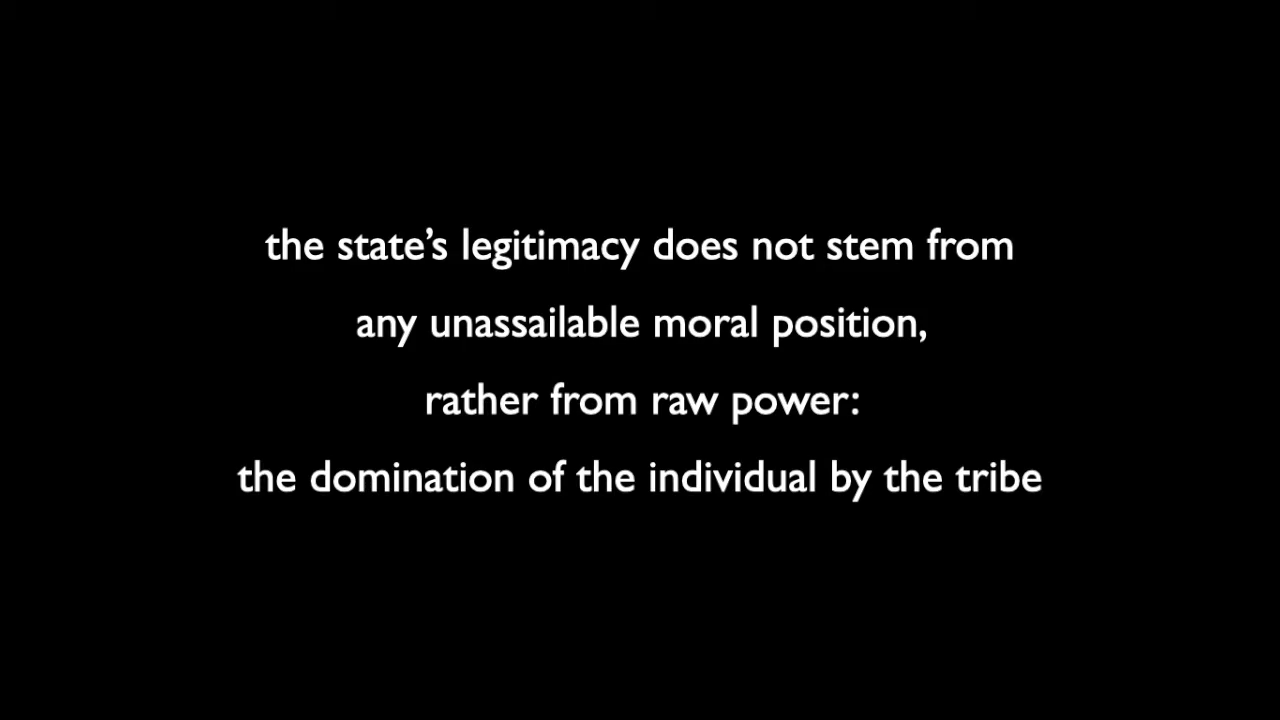 the state’s legitimacy does not stem from
any unassailable moral position,
rather from raw power:
the domination of the individual by the tribe